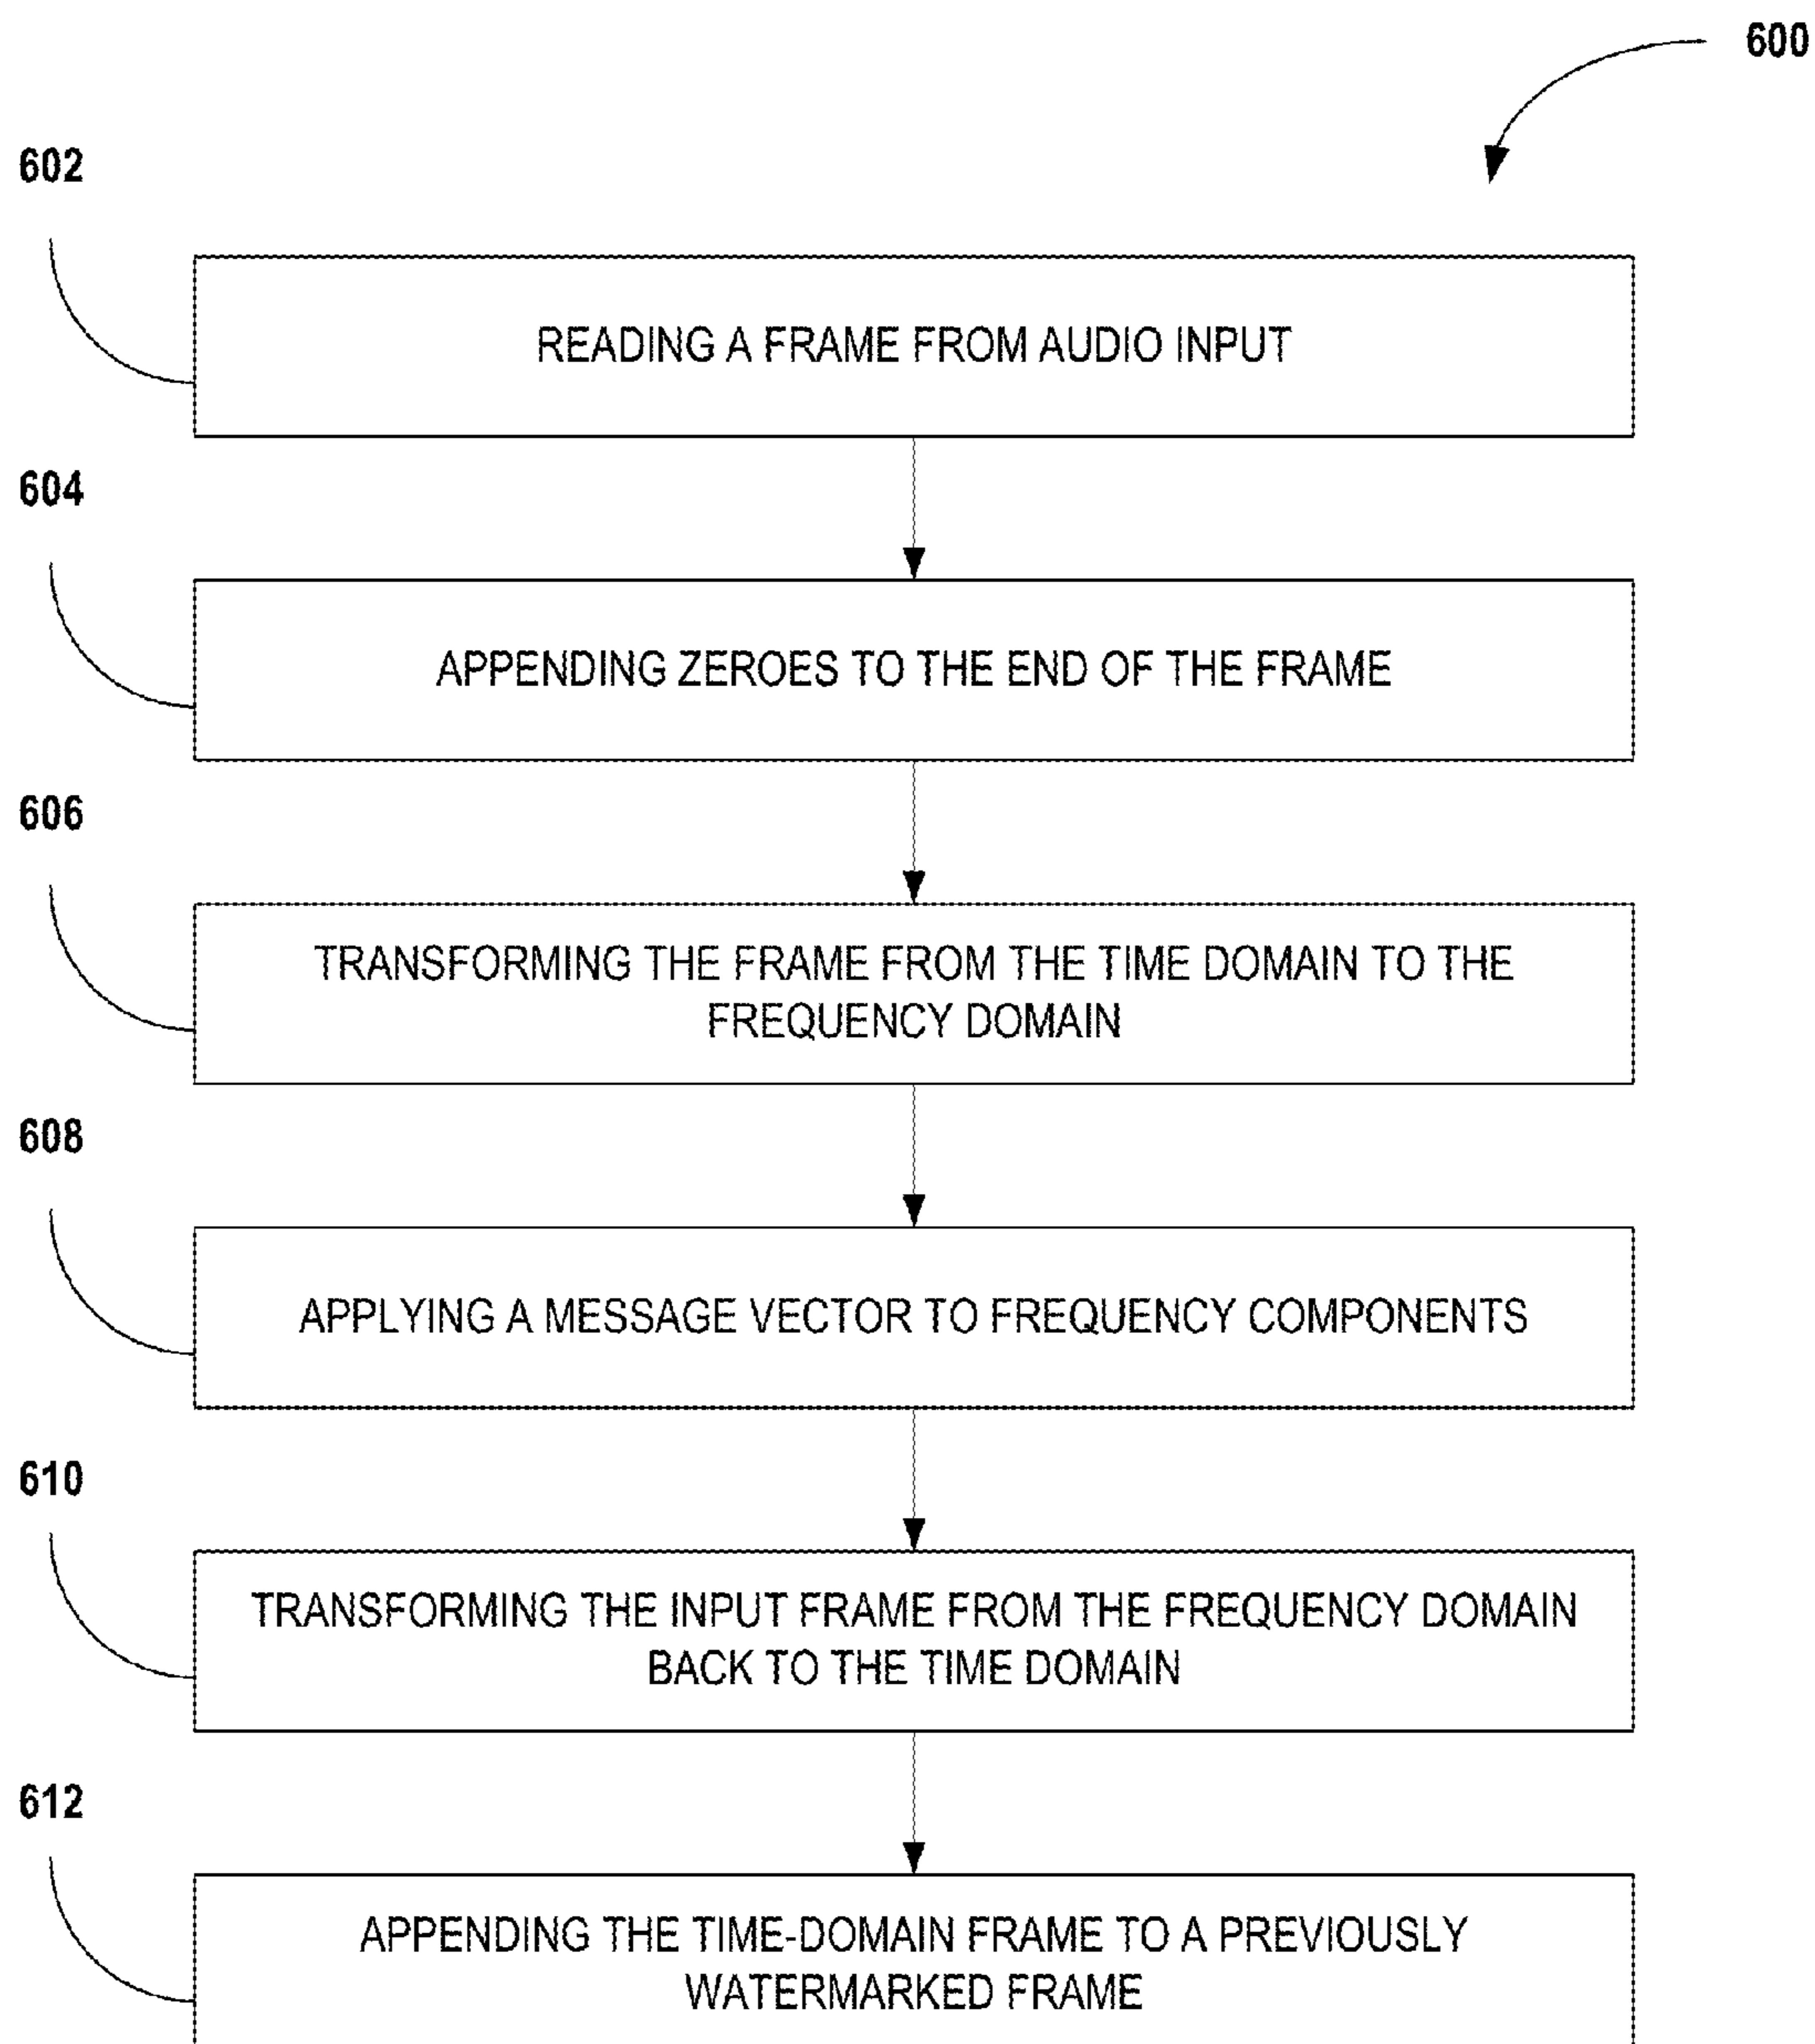 600
602
READING A FRAME FROM AUDIO INPUT
604
APPENDING ZEROES TO THE END OF THE FRAME
606
TRANSFORMING THE FRAME FROM THE TIME DOMAIN TO THE
FREQUENCY DOMAIN
608
APPLYING A MESSAGE VECTOR TO FREQUENCY COMPONENTS
610
TRANSFORMING THE INPUT FRAME FROM THE FREQUENCY DOMAIN
BACK TO THE TIME DOMAIN
612
APPENDING THE TIME-DOMAIN FRAME TO A PREVIOUSLY
WATERMARKED FRAME